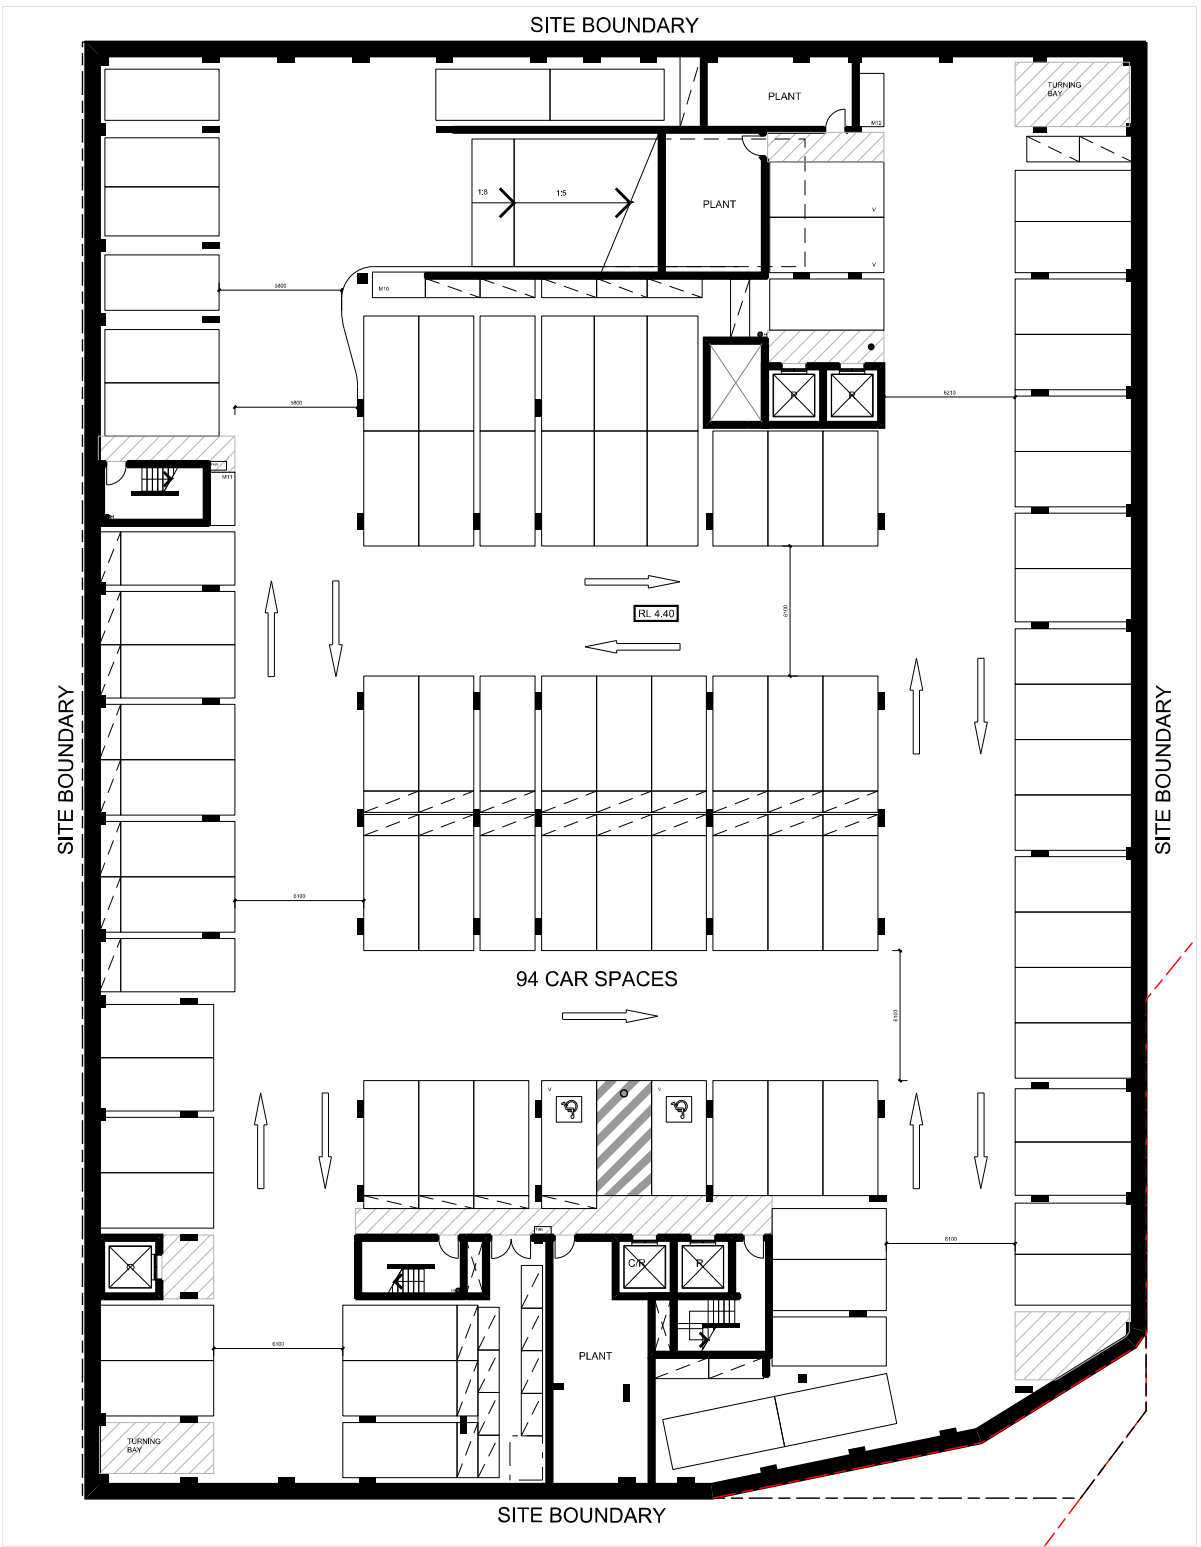 SITE BOUNDARY
TURNING
BAY
PLANT
M12
1:8
1:5
PLANT
V
V
5800
M10
5800
6210
R
R
M11
RL 4.40
6100
SITE BOUNDARY
SITE BOUNDARY
6100
94 CAR SPACES
6100
V
V
6100
C/R
R
6100
PLANT
TURNING
BAY
SITE BOUNDARY